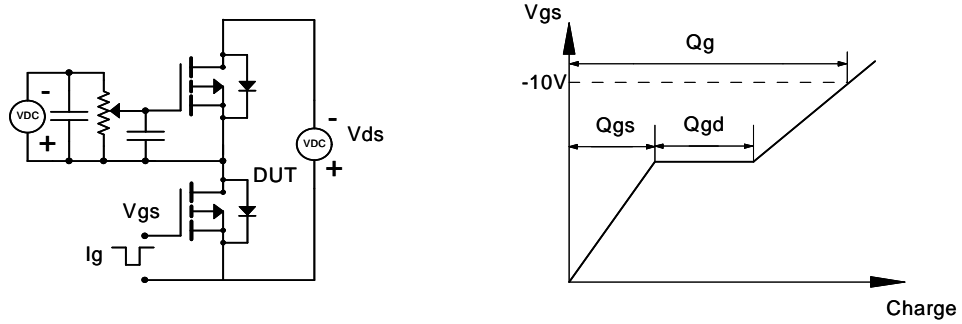 -
VDC
+
-
VDC
+
Vds
DUT
Vgs
Ig
Vgs
-10V
Qg
Qgs
Qgd
Charge